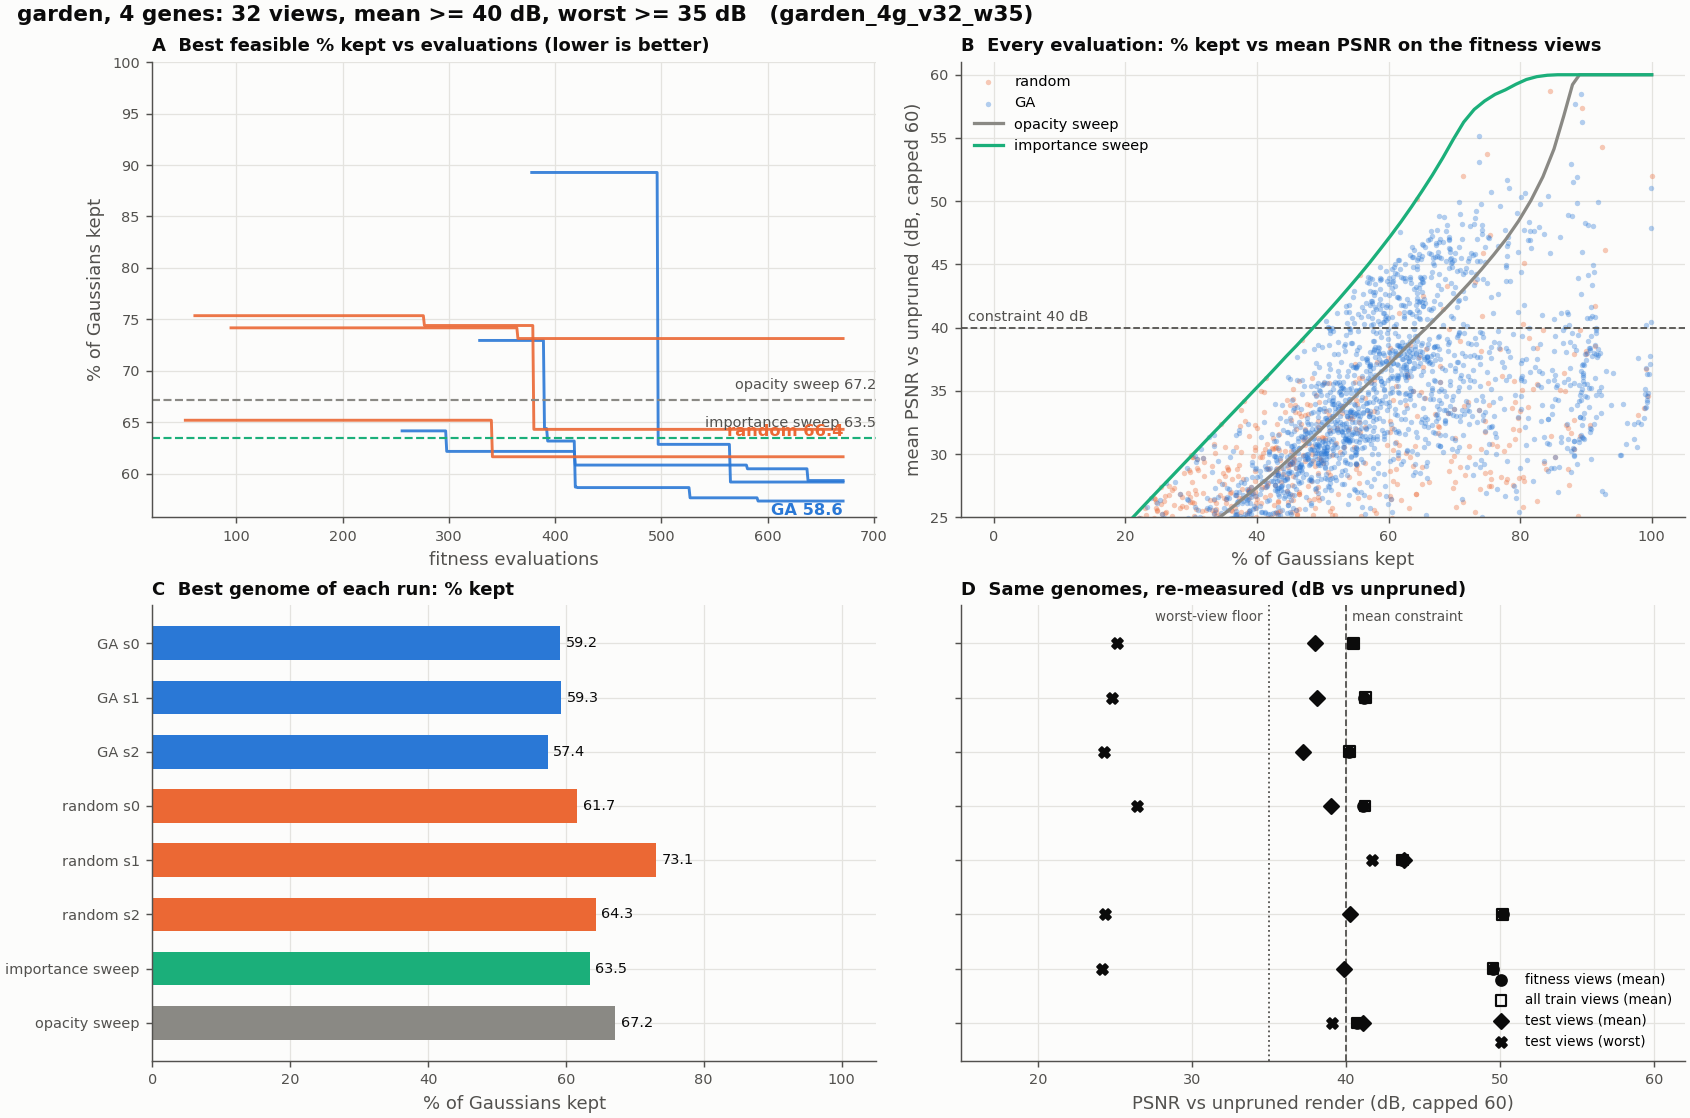 garden, 4 genes: 32 views, mean >= 40 dB, worst >= 35 dB   (garden_4g_v32_w35)
A  Best feasible % kept vs evaluations (lower is better)
100
95
90
85
80
75
70
65
60
% of Gaussians kept
opacity sweep 67.2
importance sweep 63.5
random 66.4
GA 58.6
100
200
300
400
500
600
700
fitness evaluations
B  Every evaluation: % kept vs mean PSNR on the fitness views
random
GA
opacity sweep
importance sweep
constraint 40 dB
60
55
50
45
40
35
30
25
mean PSNR vs unpruned (dB, capped 60)
0
20
40
60
80
100
% of Gaussians kept
C  Best genome of each run: % kept
GA s0
59.2
GA s1
59.3
GA s2
57.4
random s0
61.7
random s1
73.1
random s2
64.3
importance sweep
63.5
opacity sweep
67.2
0
20
40
60
80
100
% of Gaussians kept
D  Same genomes, re-measured (dB vs unpruned)
worst-view floor
mean constraint
fitness views (mean)
all train views (mean)
test views (mean)
test views (worst)
20
30
40
50
60
PSNR vs unpruned render (dB, capped 60)